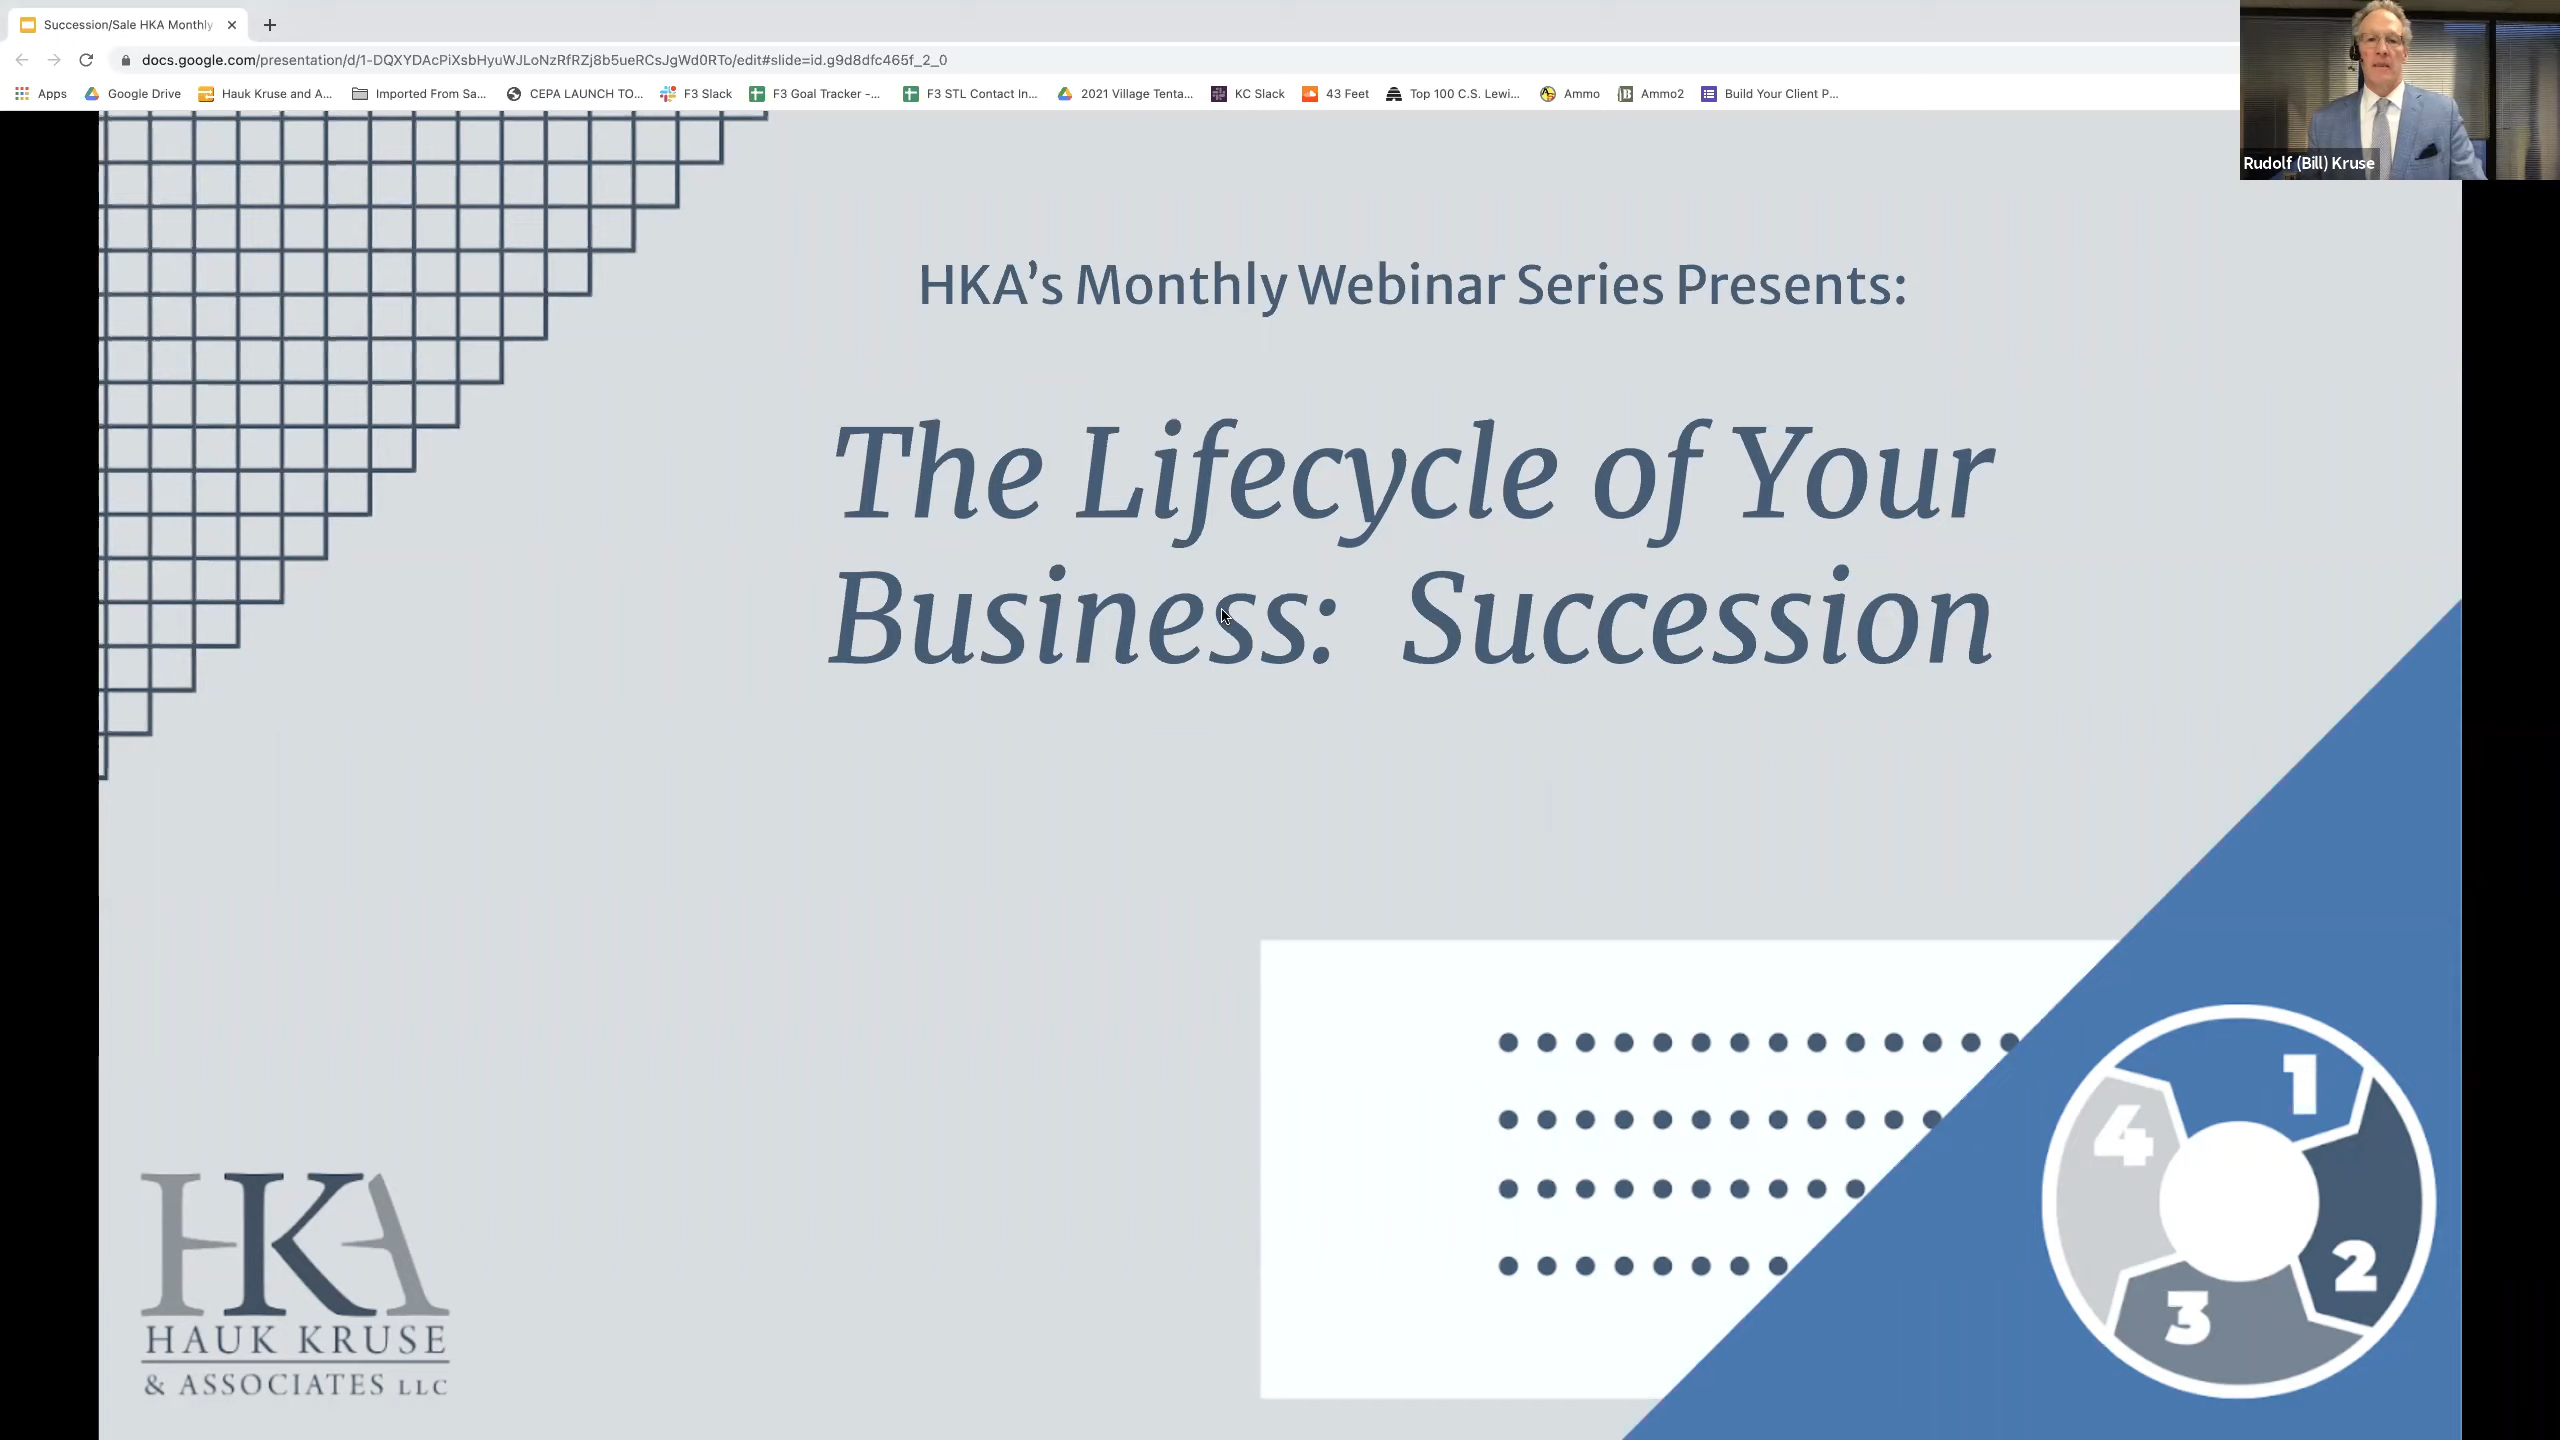 Succession/Sale HKA Monthly
docs.google.com/presentation/d/1-DQXYDAcPiXsbHyuWJLoNzRfRZj8b5ueRCsJgWd0RTo/edit#slide=id.g9d8dfc465f_2_0
Apps Google Drive Hauk Kruse and A... Imported From Sa... CEPA LAUNCH TO... F3 Slack F3 Goal Tracker -... F3 STL Contact In... 2021 Village Tenta... KC Slack 43 Feet Top 100 C.S. Lewi... Ammo Ammo2 Build Your Client P...
Rudolf (Bill) Kruse
HKA’s Monthly Webinar Series Presents:
The Lifecycle of Your
Business: Succession
1
4
2
3
HKA
HAUK KRUSE
& ASSOCIATES LLC